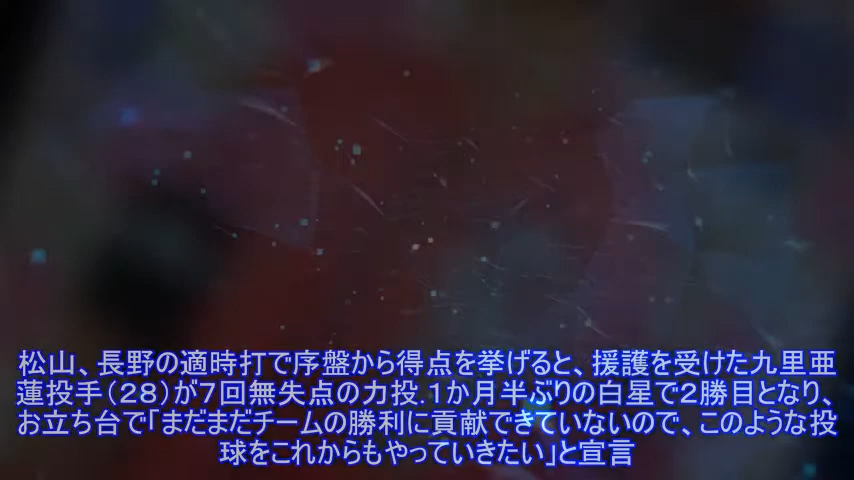 松山、長野の適時打で序盤から得点を挙げると、援護を受けた九里亜
蓮投手（２８）が７回無失点の力投．１か月半ぶりの白星で２勝目となり、
お立ち台で「まだまだチームの勝利に貢献できていないので、このような投
球をこれからもやっていきたい」と宣言